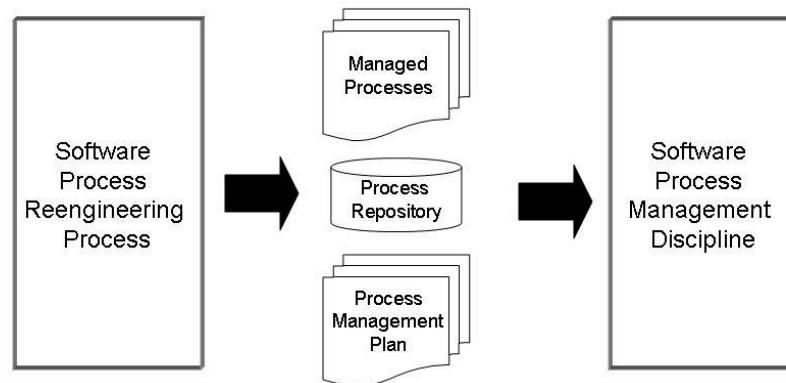 Software
Process
Reengineering
Process
Managed
Processes
Process
Repository
Process
Management
Plan
Software
Process
Management
Discipline